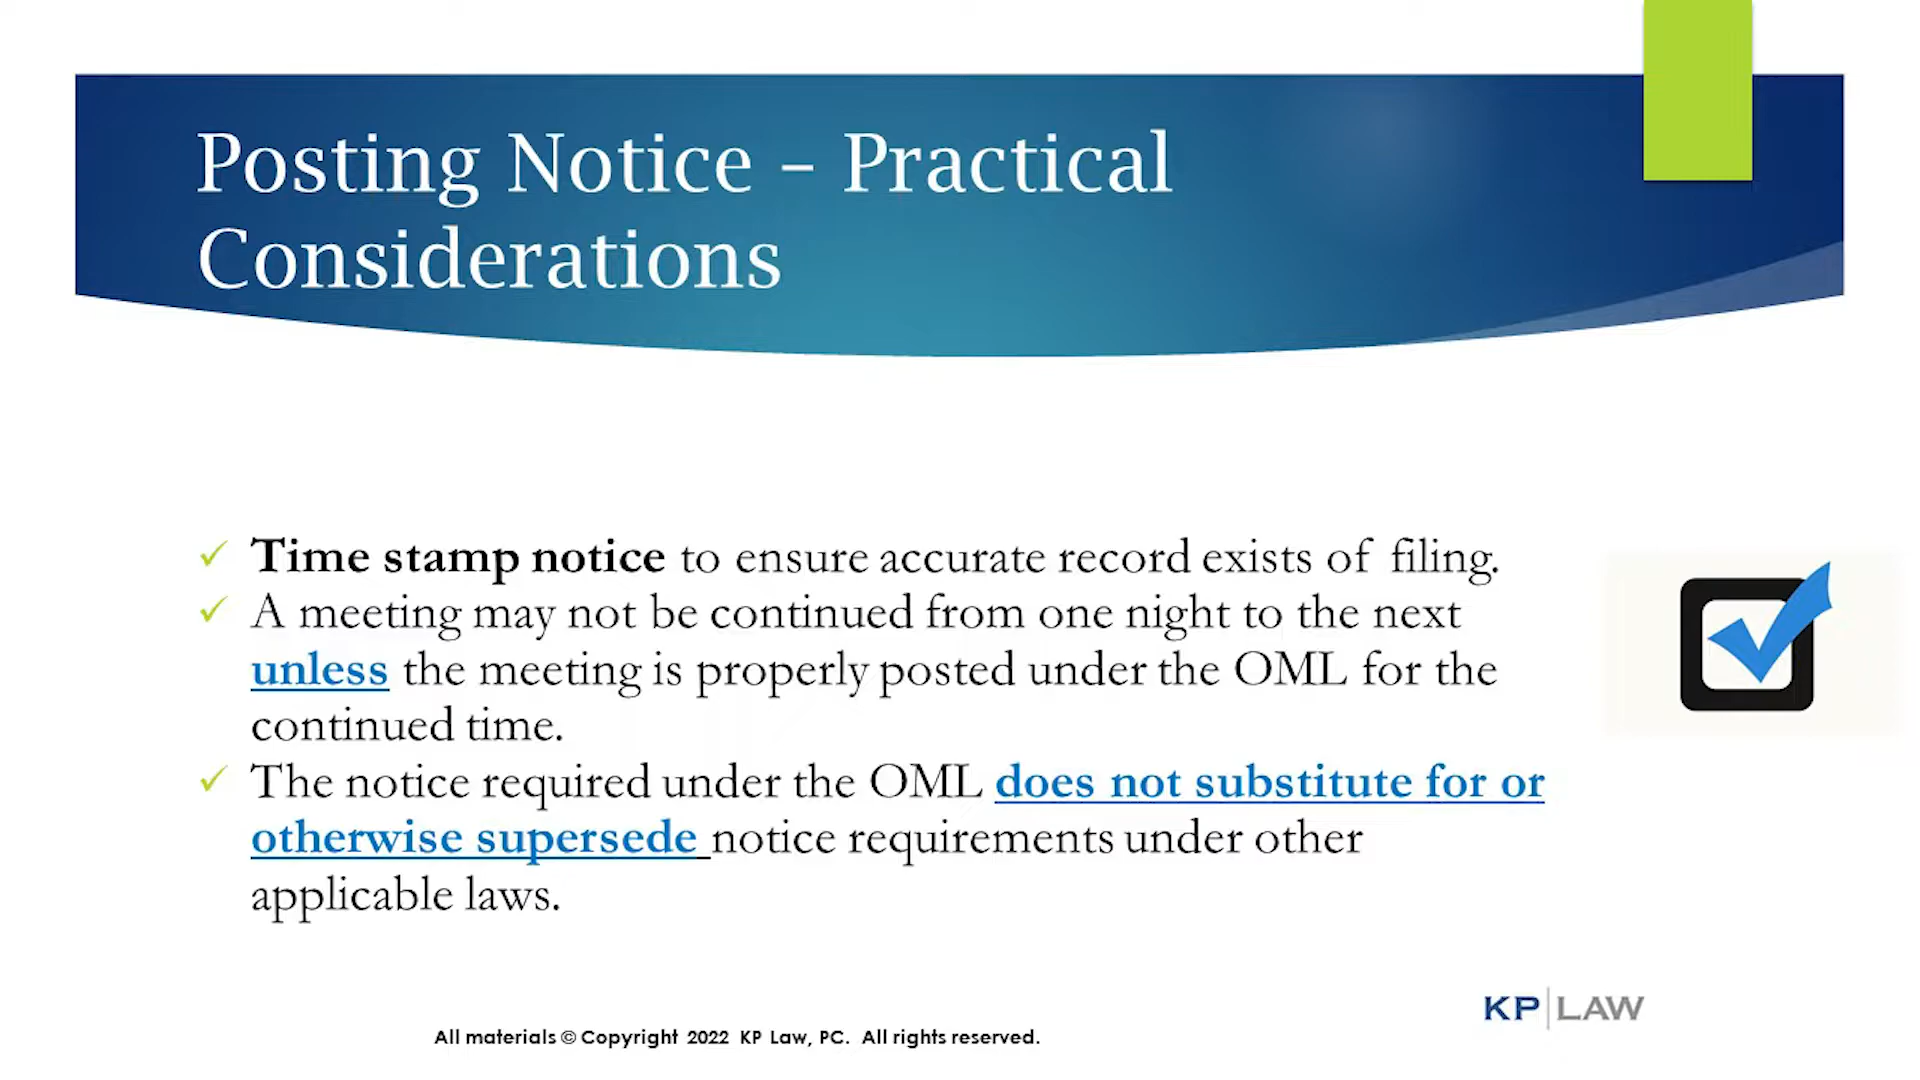 Posting Notice – Practical
Considerations
Time stamp notice to ensure accurate record exists of filing.
A meeting may not be continued from one night to the next
unless the meeting is properly posted under the OML for the
continued time.
The notice required under the OML does not substitute for or
otherwise supersede notice requirements under other
applicable laws.
KP LAW
All materials © Copyright 2022 KP Law, PC. All rights reserved.